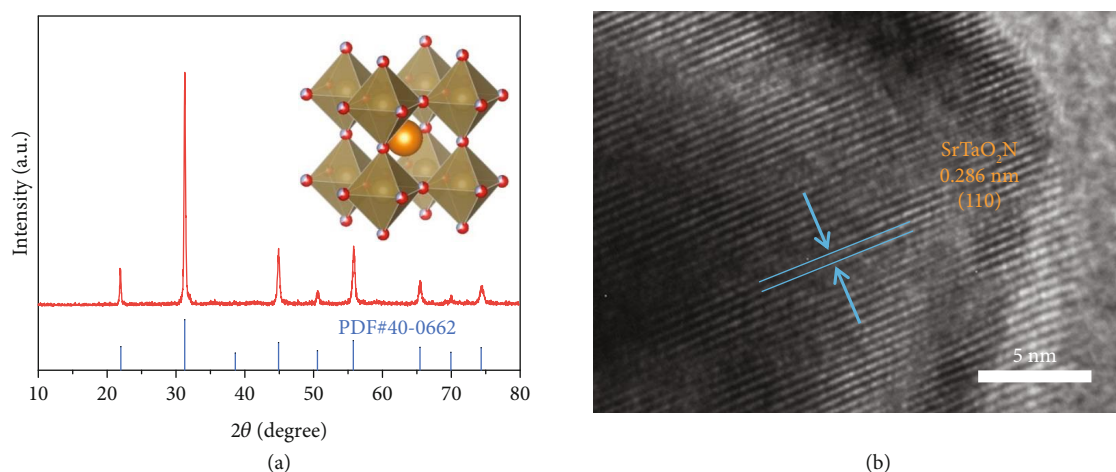 Intensity (a.u.)
PDF#40-0662
10 20 30 40 50 60 70 80
2θ (degree)
(a)
SrTaO₂N
0.286 nm
(110)
5 nm
(b)